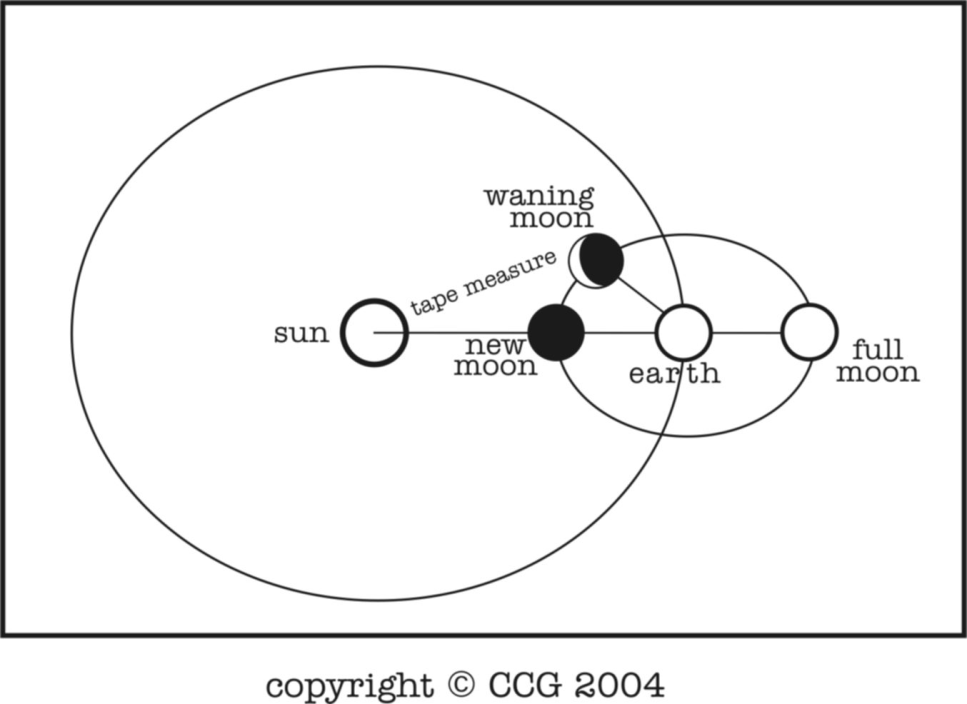 waning
moon
tape measure
sun
new
moon
earth
full
moon
copyright © CCG 2004